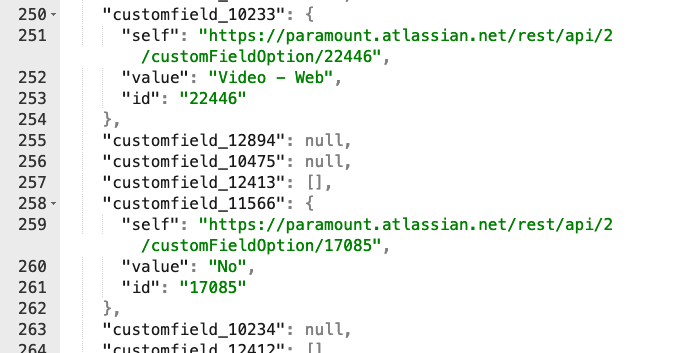 250 "customfield_10233": {
251 "self": "https://paramount.atlassian.net/rest/api/2
/customFieldOption/22446",
252 "value": "Video – Web",
253 "id": "22446"
254 },
255 "customfield_12894": null,
256 "customfield_10475": null,
257 "customfield_12413": [],
258 "customfield_11566": {
259 "self": "https://paramount.atlassian.net/rest/api/2
/customFieldOption/17085",
260 "value": "No",
261 "id": "17085"
262 },
263 "customfield_10234": null,
264 "customfield_12412": []